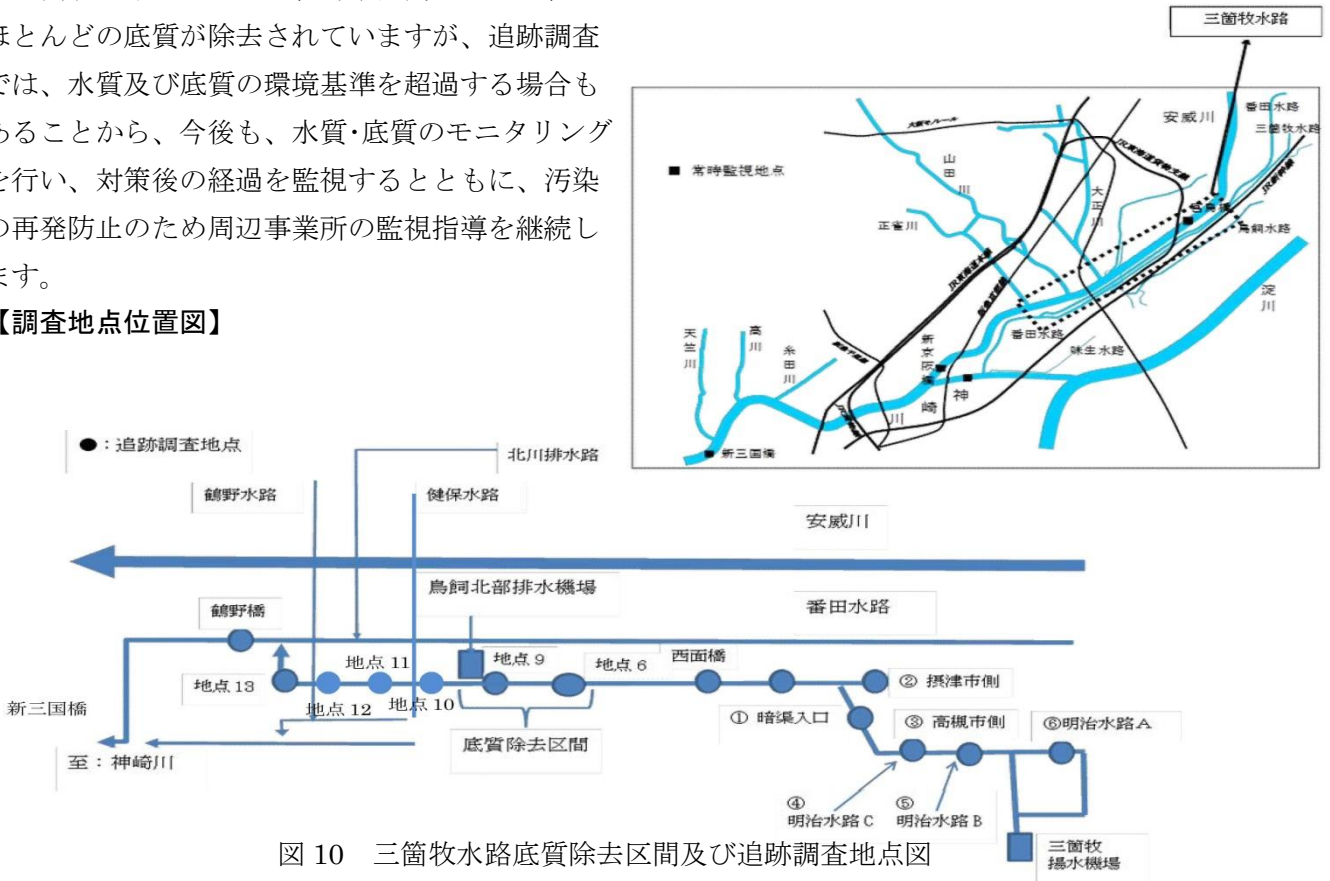 ほとんどの底質が除去されていますが、追跡調査
では、水質及び底質の環境基準を超過する場合も
あることから、今後も、水質・底質のモニタリング
を行い、対策後の経過を監視するとともに、汚染
の再発防止のため周辺事業所の監視指導を継続し
ます。
【調査地点位置図】
三箇牧水路
■ 常時監視地点
安威川
番田水路
三箇牧水路
JR新幹線
鳥飼水路
淀川
山田川
大正川
正雀川
番田水路
味生水路
新京阪橋
神崎川
天竺川
高川
糸田川
新三国橋
●：追跡調査地点
北川排水路
鶴野水路
健保水路
安威川
鳥飼北部排水機場
番田水路
鶴野橋
地点 11
地点 9
地点 6
西面橋
地点 13
② 摂津市側
新三国橋
地点 12
地点 10
① 暗渠入口
③ 高槻市側
⑥明治水路 A
底質除去区間
至：神崎川
④
明治水路 C
⑤
明治水路 B
三箇牧
揚水機場
図 10　三箇牧水路底質除去区間及び追跡調査地点図